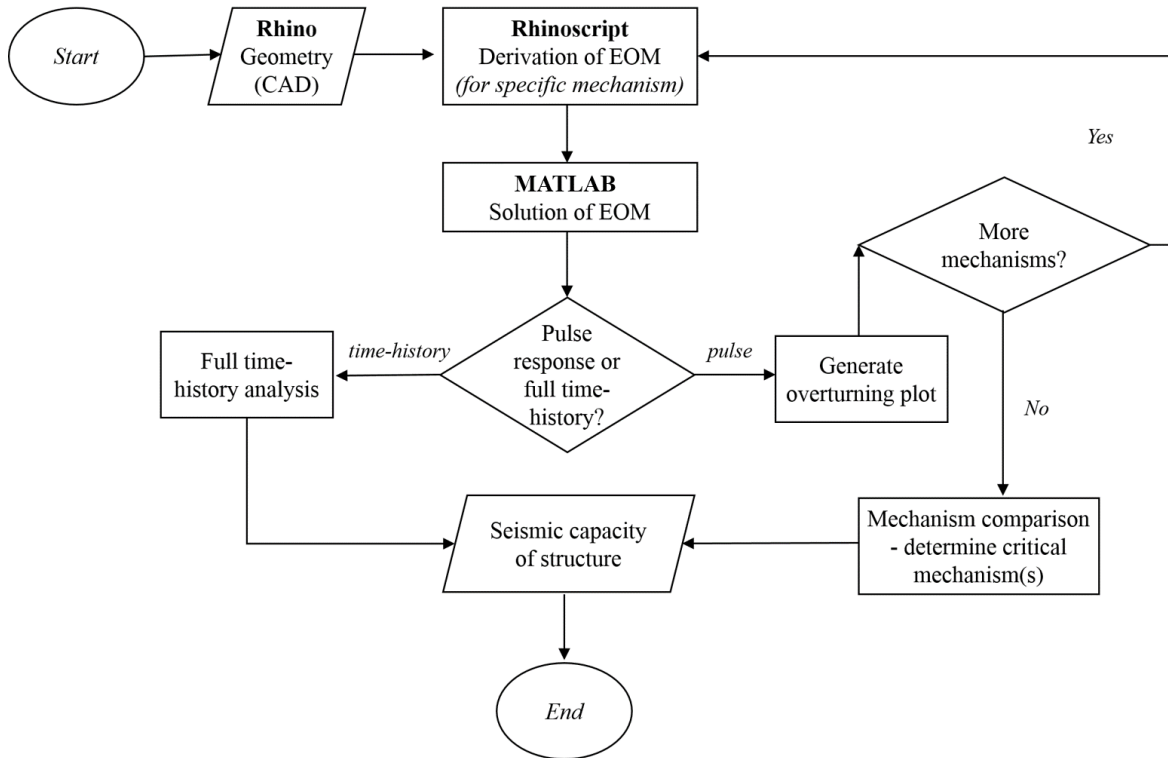 Start
Rhino
Geometry
(CAD)
Rhinoscript
Derivation of EOM
(for specific mechanism)
MATLAB
Solution of EOM
Pulse
response or
full time-
history?
time-history
Full time-
history analysis
pulse
Generate
overturning plot
More
mechanisms?
Yes
No
Mechanism comparison
- determine critical
mechanism(s)
Seismic capacity
of structure
End